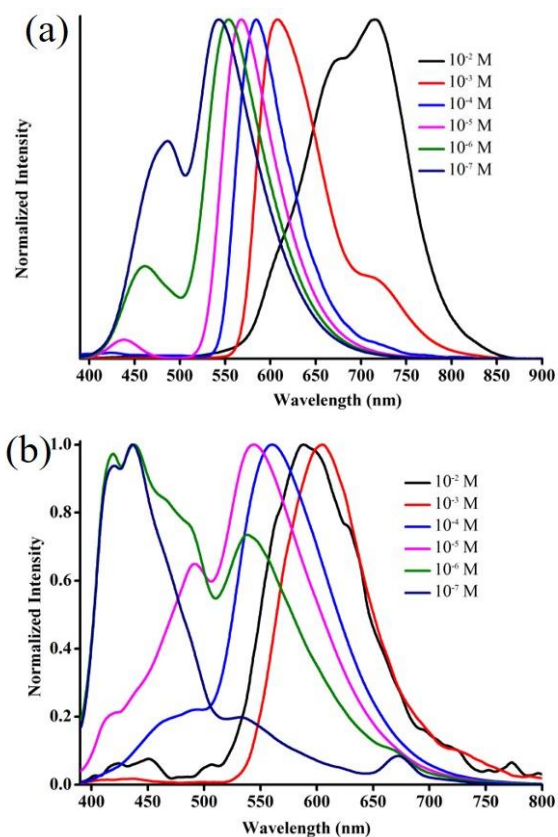 (a)
10⁻² M
10⁻³ M
10⁻⁴ M
10⁻⁵ M
10⁻⁶ M
10⁻⁷ M
Normalized Intensity
400 450 500 550 600 650 700 750 800 850 900
Wavelength (nm)
(b)
1.0
0.8
0.6
0.4
0.2
0.0
10⁻² M
10⁻³ M
10⁻⁴ M
10⁻⁵ M
10⁻⁶ M
10⁻⁷ M
Normalized Intensity
400 450 500 550 600 650 700 750 800
Wavelength (nm)